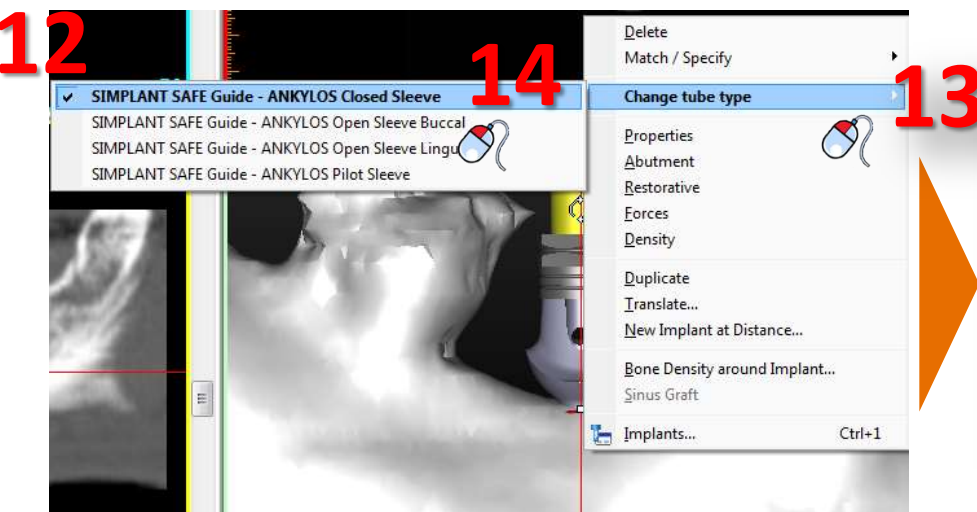 12
14
13
Delete
Match / Specify
Change tube type
SIMPLANT SAFE Guide - ANKYLOS Closed Sleeve
SIMPLANT SAFE Guide - ANKYLOS Open Sleeve Buccal
SIMPLANT SAFE Guide - ANKYLOS Open Sleeve Lingu
SIMPLANT SAFE Guide - ANKYLOS Pilot Sleeve
Properties
Abutment
Restorative
Forces
Density
Duplicate
Translate...
New Implant at Distance...
Bone Density around Implant...
Sinus Graft
Implants... Ctrl+1